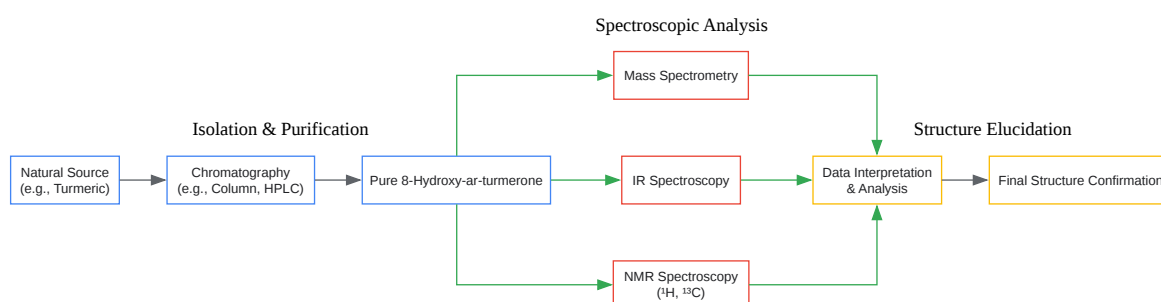 Spectroscopic Analysis
Mass Spectrometry
Isolation & Purification
Structure Elucidation
Natural Source
(e.g., Turmeric)
Chromatography
(e.g., Column, HPLC)
Pure 8-Hydroxy-ar-turmerone
IR Spectroscopy
Data Interpretation
& Analysis
Final Structure Confirmation
NMR Spectroscopy
(¹H, ¹³C)